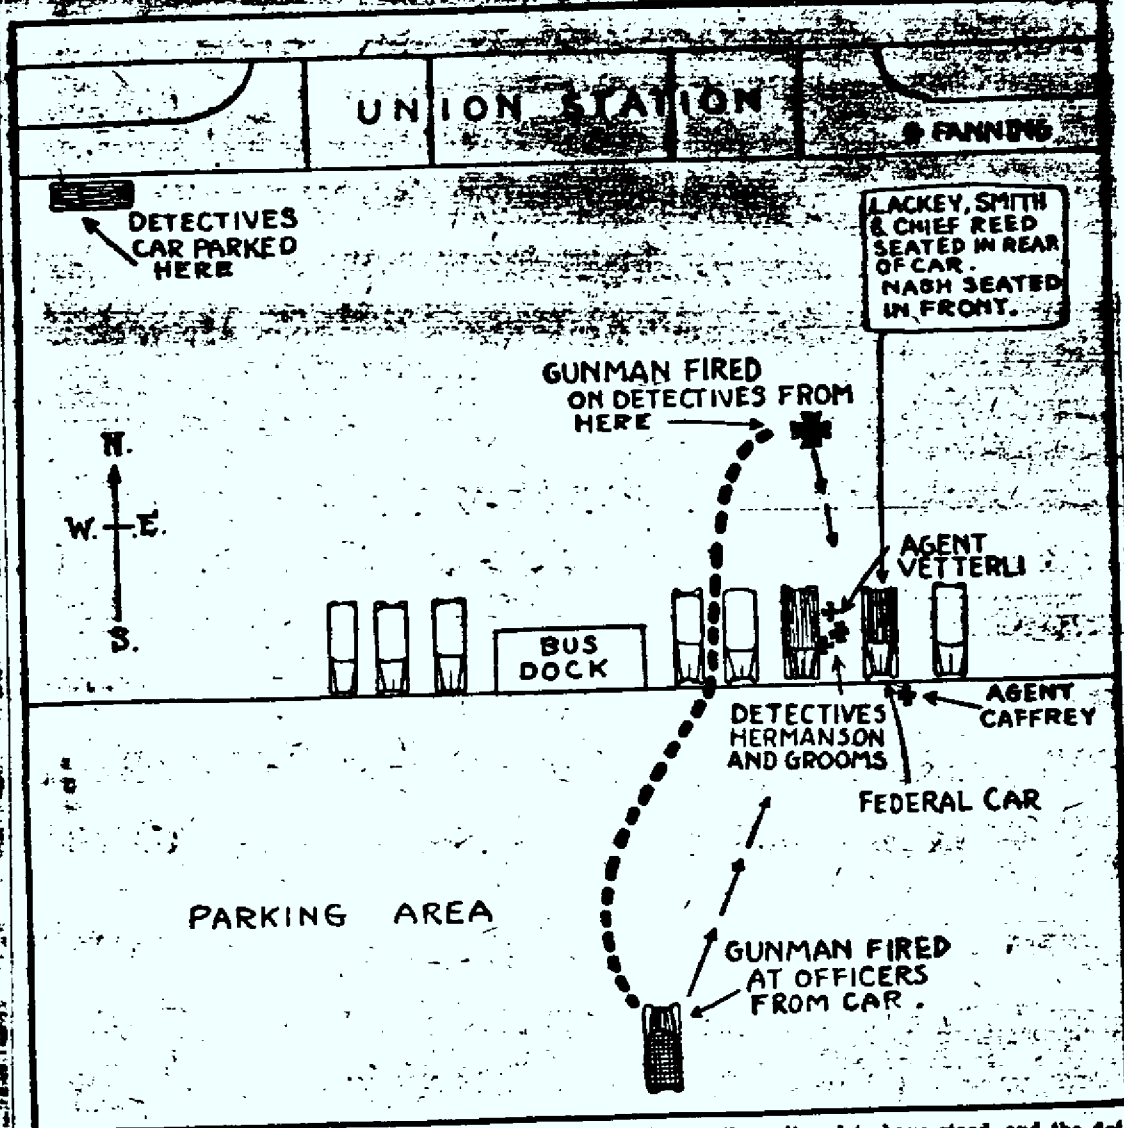 UNION STATION
FANNING
DETECTIVES
CAR PARKED
HERE
LACKEY, SMITH
& CHIEF REED
SEATED IN REAR
OF CAR.
NASH SEATED
IN FRONT.
GUNMAN FIRED
ON DETECTIVES FROM
HERE
N.
W. E.
S.
AGENT
VETTERLI
BUS
DOCK
AGENT
CAFFREY
DETECTIVES
HERMANSON
AND GROOMS
FEDERAL CAR
PARKING AREA
GUNMAN FIRED
AT OFFICERS
FROM CAR.